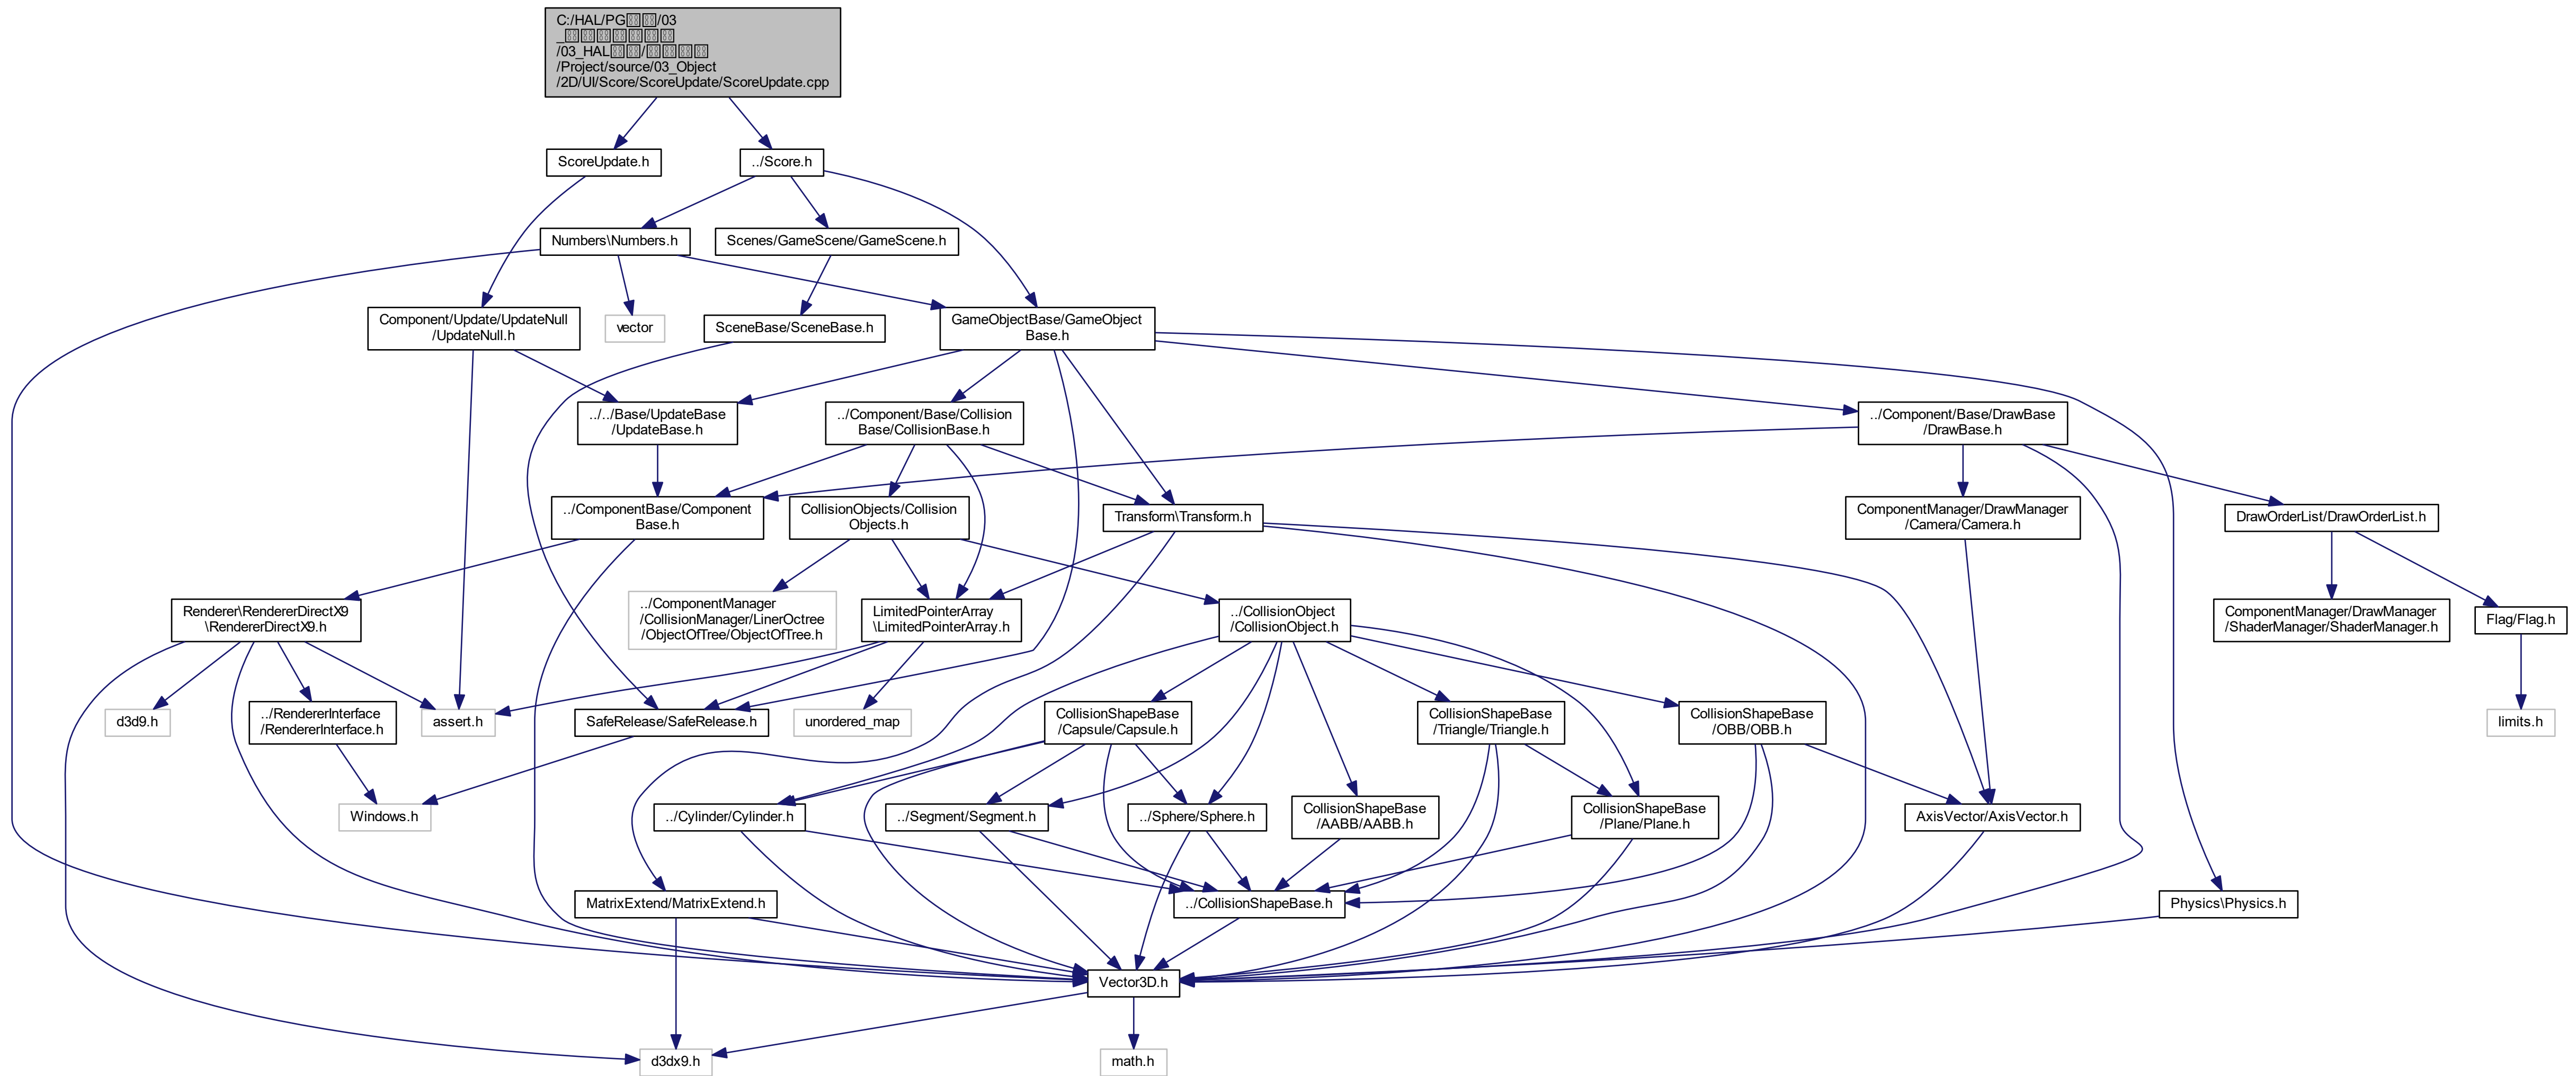 C:/HAL/PG/03
_
/03_HAL/
/Project/source/03_Object
/2D/UI/Score/ScoreUpdate/ScoreUpdate.cpp
ScoreUpdate.h
../Score.h
Numbers\Numbers.h
Scenes/GameScene/GameScene.h
Component/Update/UpdateNull
/UpdateNull.h
vector
SceneBase/SceneBase.h
GameObjectBase/GameObject
Base.h
../../Base/UpdateBase
/UpdateBase.h
../Component/Base/Collision
Base/CollisionBase.h
../Component/Base/DrawBase
/DrawBase.h
../ComponentBase/Component
Base.h
CollisionObjects/Collision
Objects.h
Transform\Transform.h
ComponentManager/DrawManager
/Camera/Camera.h
DrawOrderList/DrawOrderList.h
Renderer\RendererDirectX9
\RendererDirectX9.h
../ComponentManager
/CollisionManager/LinerOctree
/ObjectOfTree/ObjectOfTree.h
LimitedPointerArray
\LimitedPointerArray.h
../CollisionObject
/CollisionObject.h
ComponentManager/DrawManager
/ShaderManager/ShaderManager.h
Flag/Flag.h
d3d9.h
../RendererInterface
/RendererInterface.h
assert.h
SafeRelease/SafeRelease.h
unordered_map
CollisionShapeBase
/Capsule/Capsule.h
CollisionShapeBase
/Triangle/Triangle.h
CollisionShapeBase
/OBB/OBB.h
limits.h
Windows.h
../Cylinder/Cylinder.h
../Segment/Segment.h
../Sphere/Sphere.h
CollisionShapeBase
/AABB/AABB.h
CollisionShapeBase
/Plane/Plane.h
AxisVector/AxisVector.h
MatrixExtend/MatrixExtend.h
../CollisionShapeBase.h
Physics\Physics.h
Vector3D.h
d3dx9.h
math.h